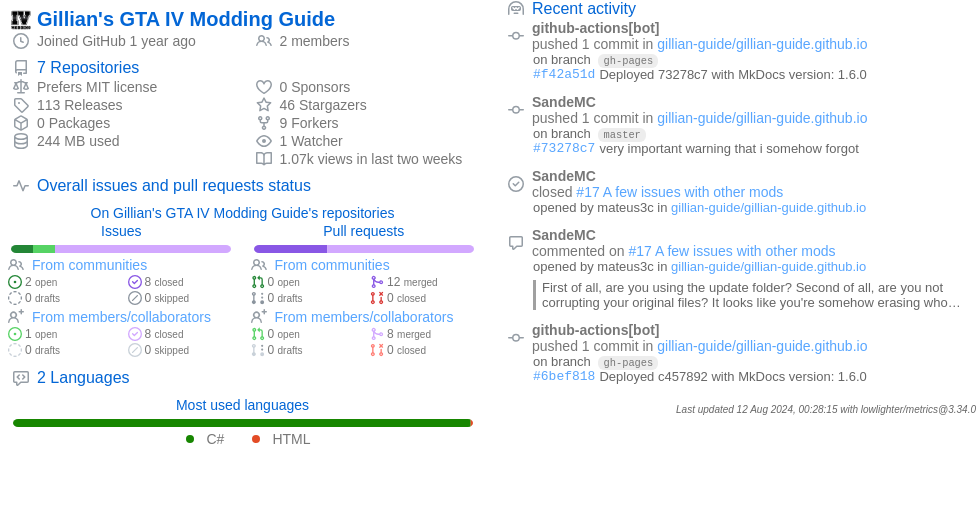 IV
Gillian's GTA IV Modding Guide
Joined GitHub 1 year ago
2 members
7 Repositories
Prefers MIT license
0 Sponsors
113 Releases
46 Stargazers
0 Packages
9 Forkers
244 MB used
1 Watcher
1.07k views in last two weeks
Overall issues and pull requests status
On Gillian's GTA IV Modding Guide's repositories
Issues
Pull requests
From communities
From communities
2 open
8 closed
0 open
12 merged
0 drafts
0 skipped
0 drafts
0 closed
From members/collaborators
From members/collaborators
1 open
8 closed
0 open
8 merged
0 drafts
0 skipped
0 drafts
0 closed
2 Languages
Most used languages
C#
HTML
Recent activity
github-actions[bot]
pushed 1 commit in gillian-guide/gillian-guide.github.io
on branch gh-pages
#f42a51d Deployed 73278c7 with MkDocs version: 1.6.0
SandeMC
pushed 1 commit in gillian-guide/gillian-guide.github.io
on branch master
#73278c7 very important warning that i somehow forgot
SandeMC
closed #17 A few issues with other mods
opened by mateus3c in gillian-guide/gillian-guide.github.io
SandeMC
commented on #17 A few issues with other mods
opened by mateus3c in gillian-guide/gillian-guide.github.io
First of all, are you using the update folder? Second of all, are you not
corrupting your original files? It looks like you're somehow erasing who…
github-actions[bot]
pushed 1 commit in gillian-guide/gillian-guide.github.io
on branch gh-pages
#6bef818 Deployed c457892 with MkDocs version: 1.6.0
Last updated 12 Aug 2024, 00:28:15 with lowlighter/metrics@3.34.0